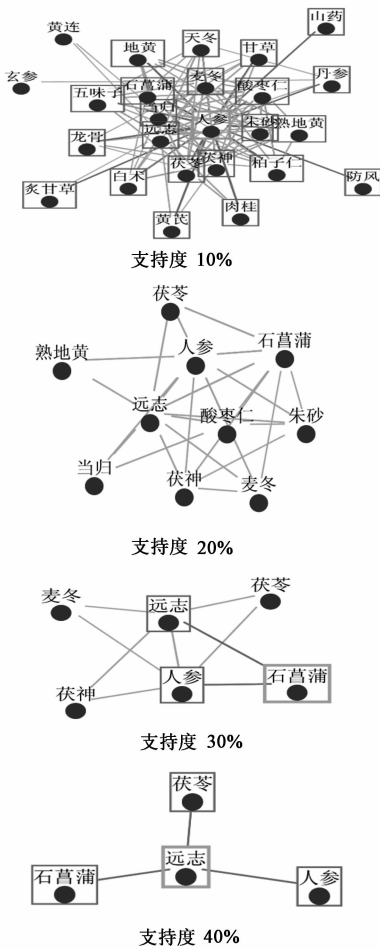 山药
黄连
天冬
地黄
甘草
玄参
麦冬
丹参
石菖蒲
酸枣仁
五味子
当归
人参
朱砂
熟地黄
龙骨
远志
茯苓
茯神
柏子仁
白术
炙甘草
防风
黄芪
肉桂
支持度 10%
茯苓
人参
石菖蒲
熟地黄
远志
酸枣仁
朱砂
当归
茯神
麦冬
支持度 20%
麦冬
远志
茯苓
人参
石菖蒲
茯神
支持度 30%
茯苓
远志
石菖蒲
人参
支持度 40%